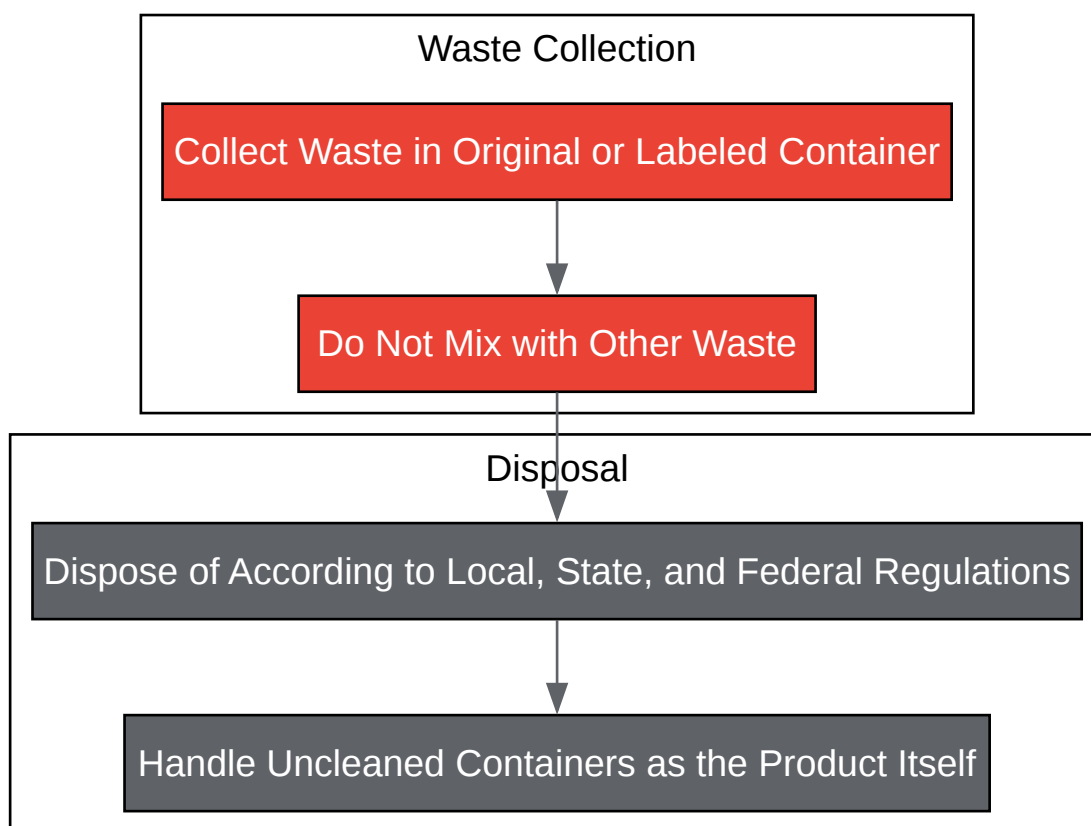 Waste Collection
Collect Waste in Original or Labeled Container
Do Not Mix with Other Waste
Disposal
Dispose of According to Local, State, and Federal Regulations
Handle Uncleaned Containers as the Product Itself